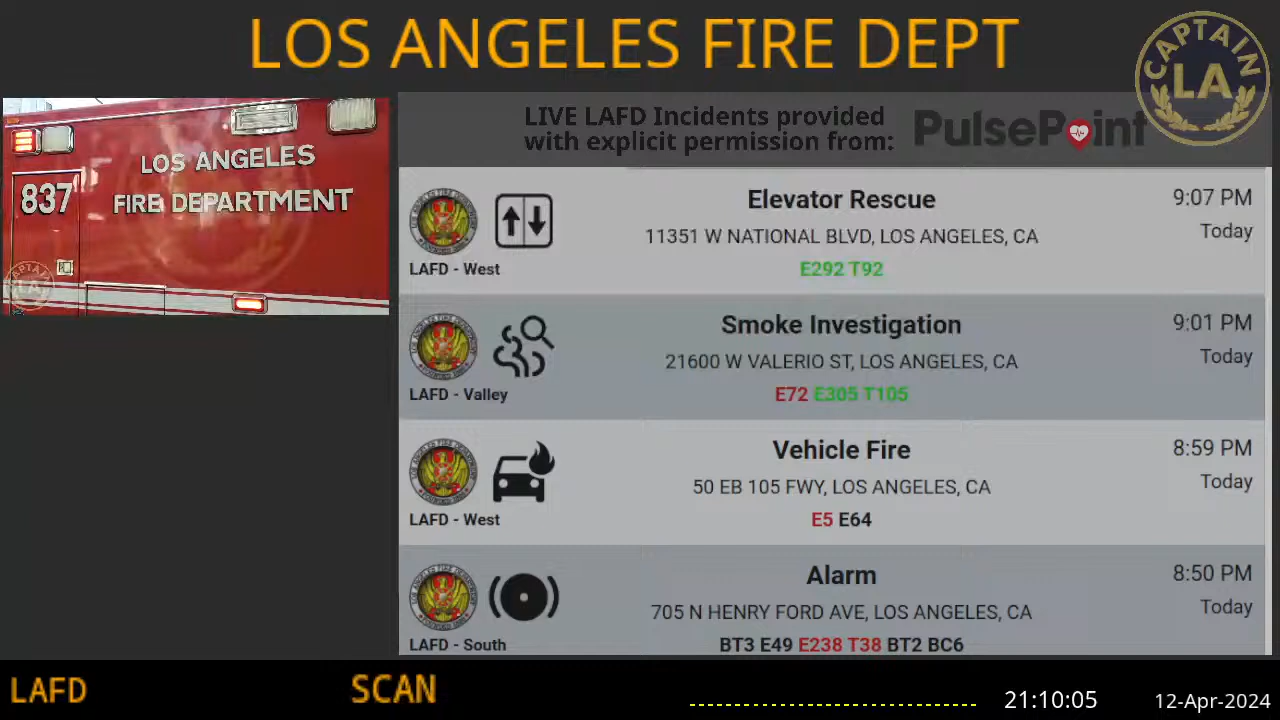 LOS ANGELES FIRE DEPT
CAPTAIN
LA
LOS ANGELES
FIRE DEPARTMENT
837
CAPTAIN
LIVE LAFD Incidents provided
with explicit permission from:
PulsePoint
Elevator Rescue
9:07 PM
11351 W NATIONAL BLVD, LOS ANGELES, CA
Today
LAFD - West
E292 T92
Smoke Investigation
9:01 PM
21600 W VALERIO ST, LOS ANGELES, CA
Today
LAFD - Valley
E72 E305 T105
Vehicle Fire
8:59 PM
50 EB 105 FWY, LOS ANGELES, CA
Today
LAFD - West
E5 E64
Alarm
8:50 PM
705 N HENRY FORD AVE, LOS ANGELES, CA
Today
LAFD - South
BT3 E49 E238 T38 BT2 BC6
LAFD
SCAN
21:10:05
12-Apr-2024